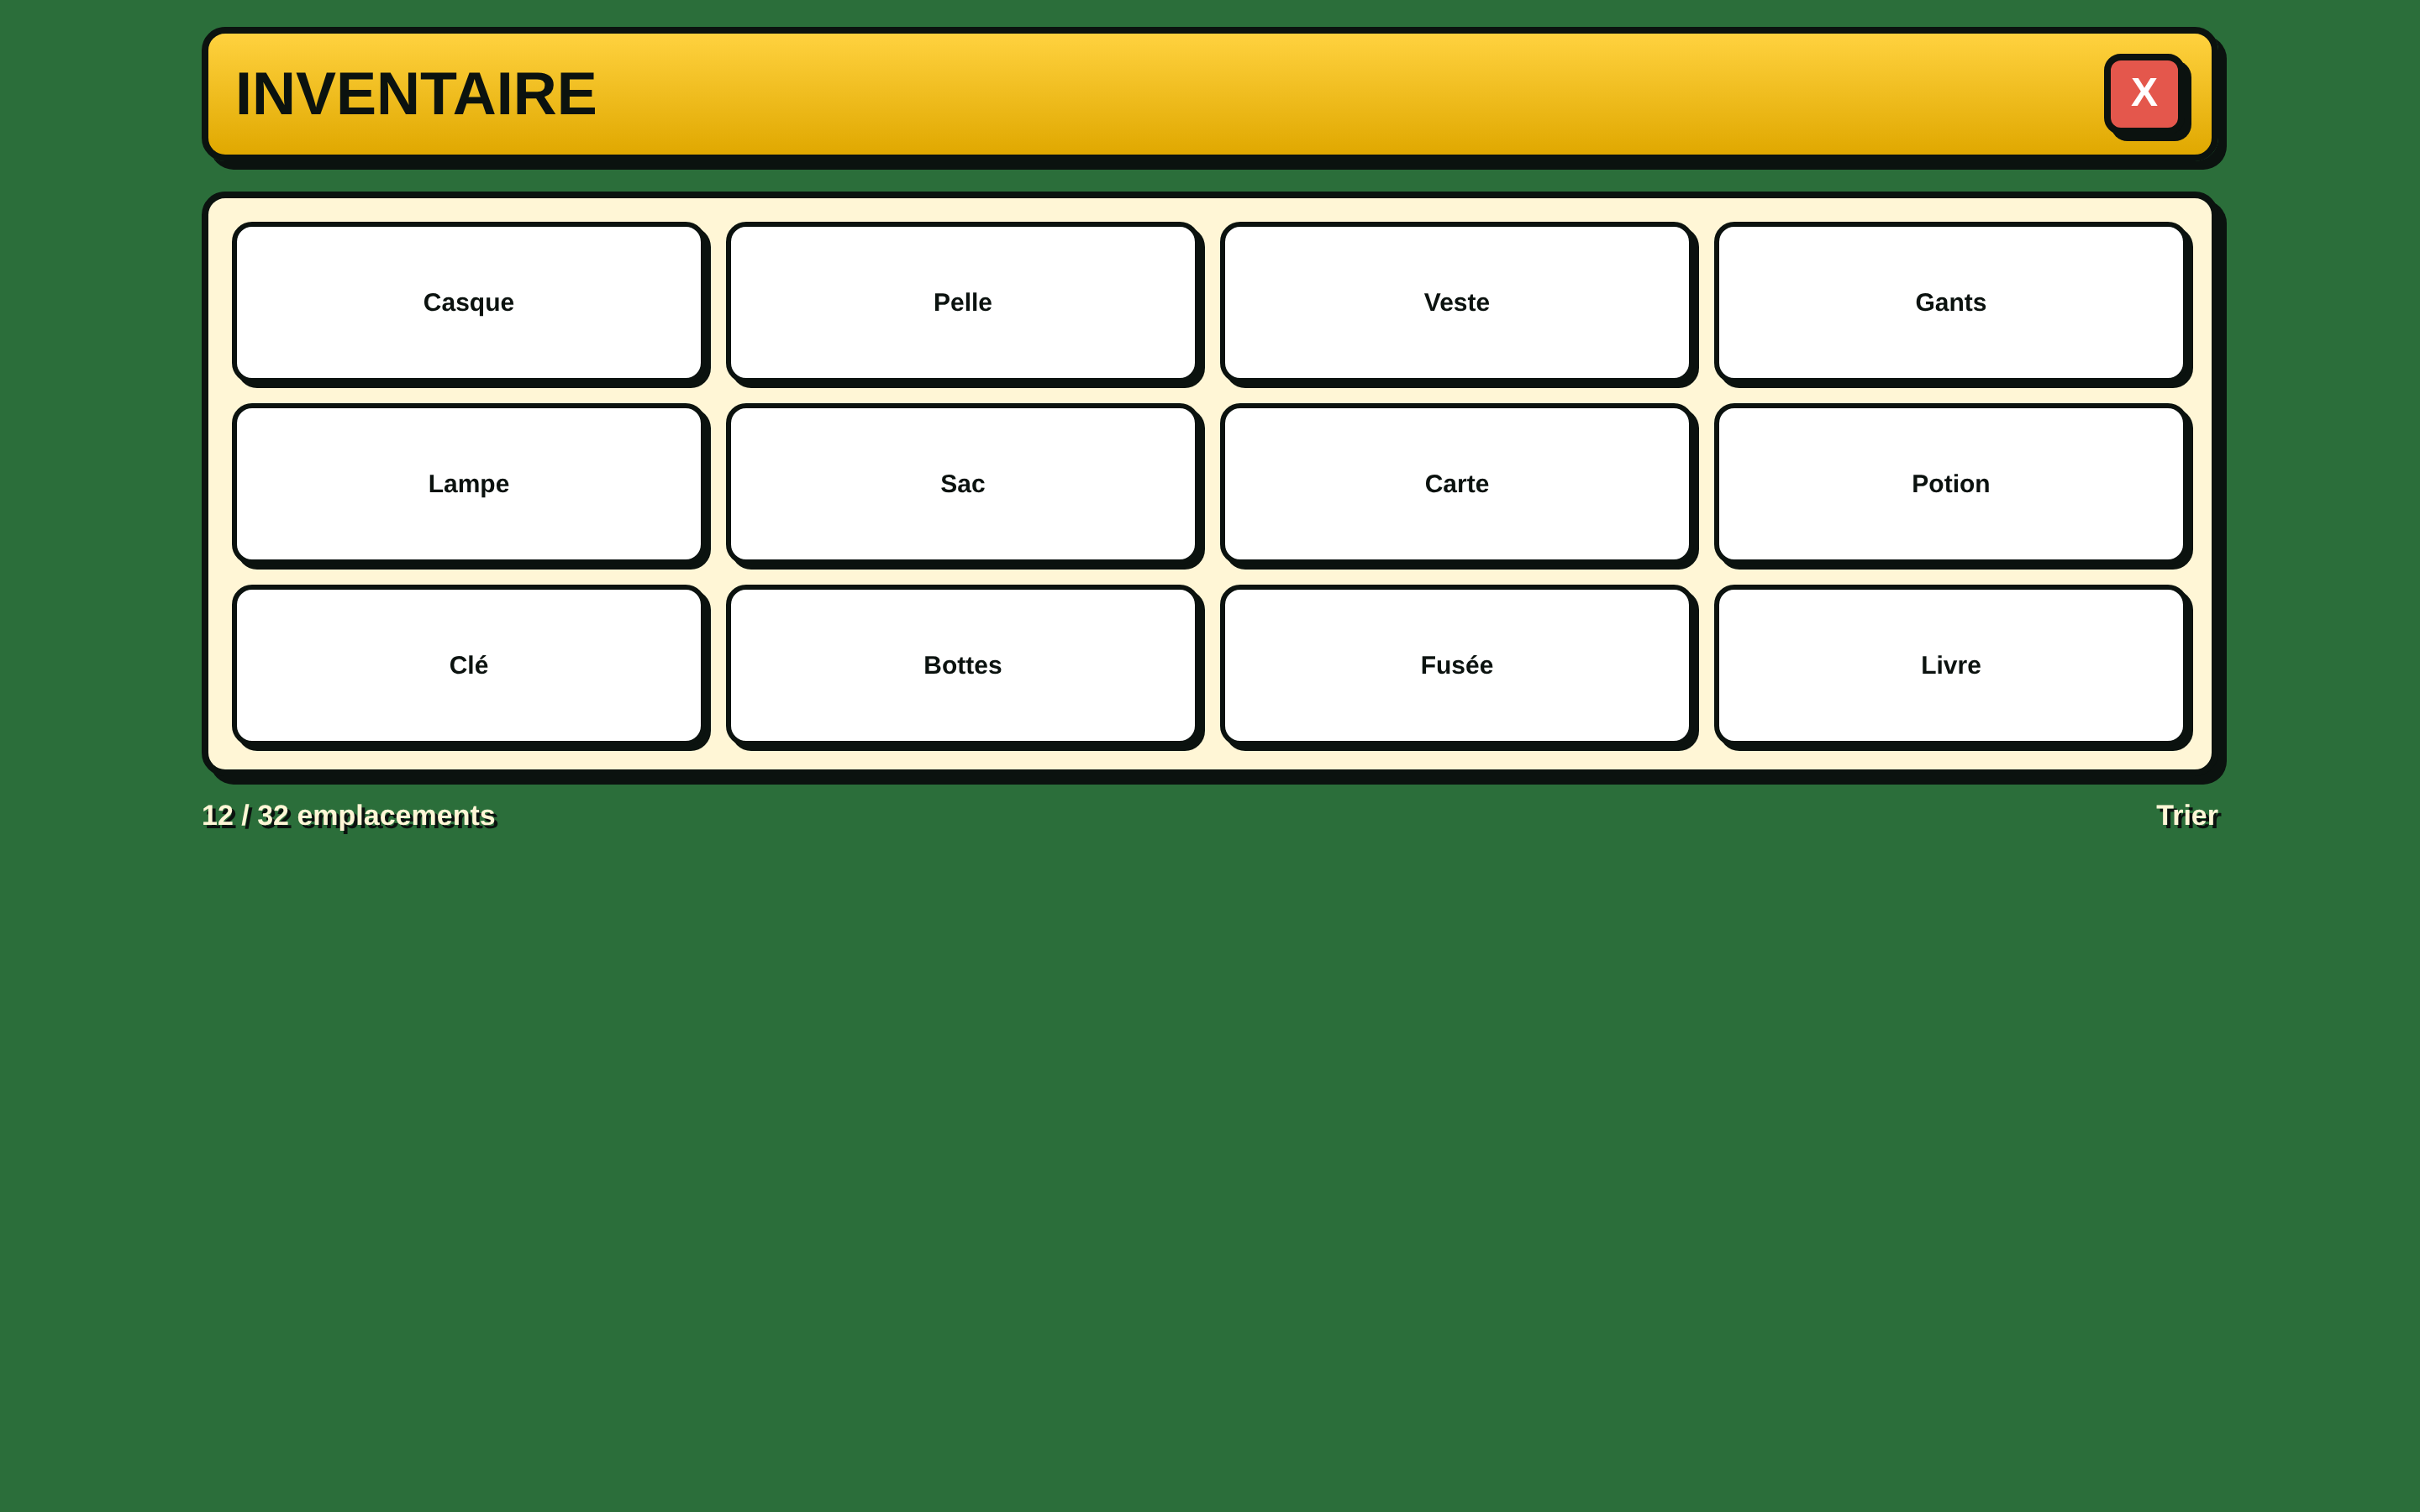 INVENTAIRE X
Casque Pelle Veste Gants
Lampe Sac Carte Potion
Clé Bottes Fusée Livre
12 / 32 emplacements Trier